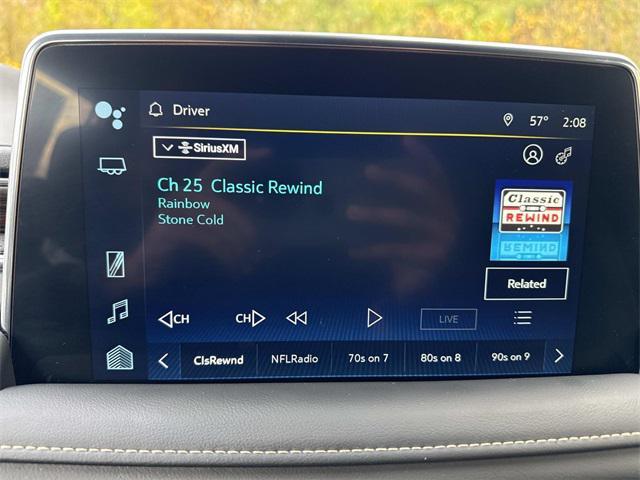 Driver 57° 2:08
SiriusXM
Ch 25 Classic Rewind
Rainbow
Stone Cold
Classic
REWIND
Related
CH CH LIVE
ClsRewnd NFLRadio 70s on 7 80s on 8 90s on 9